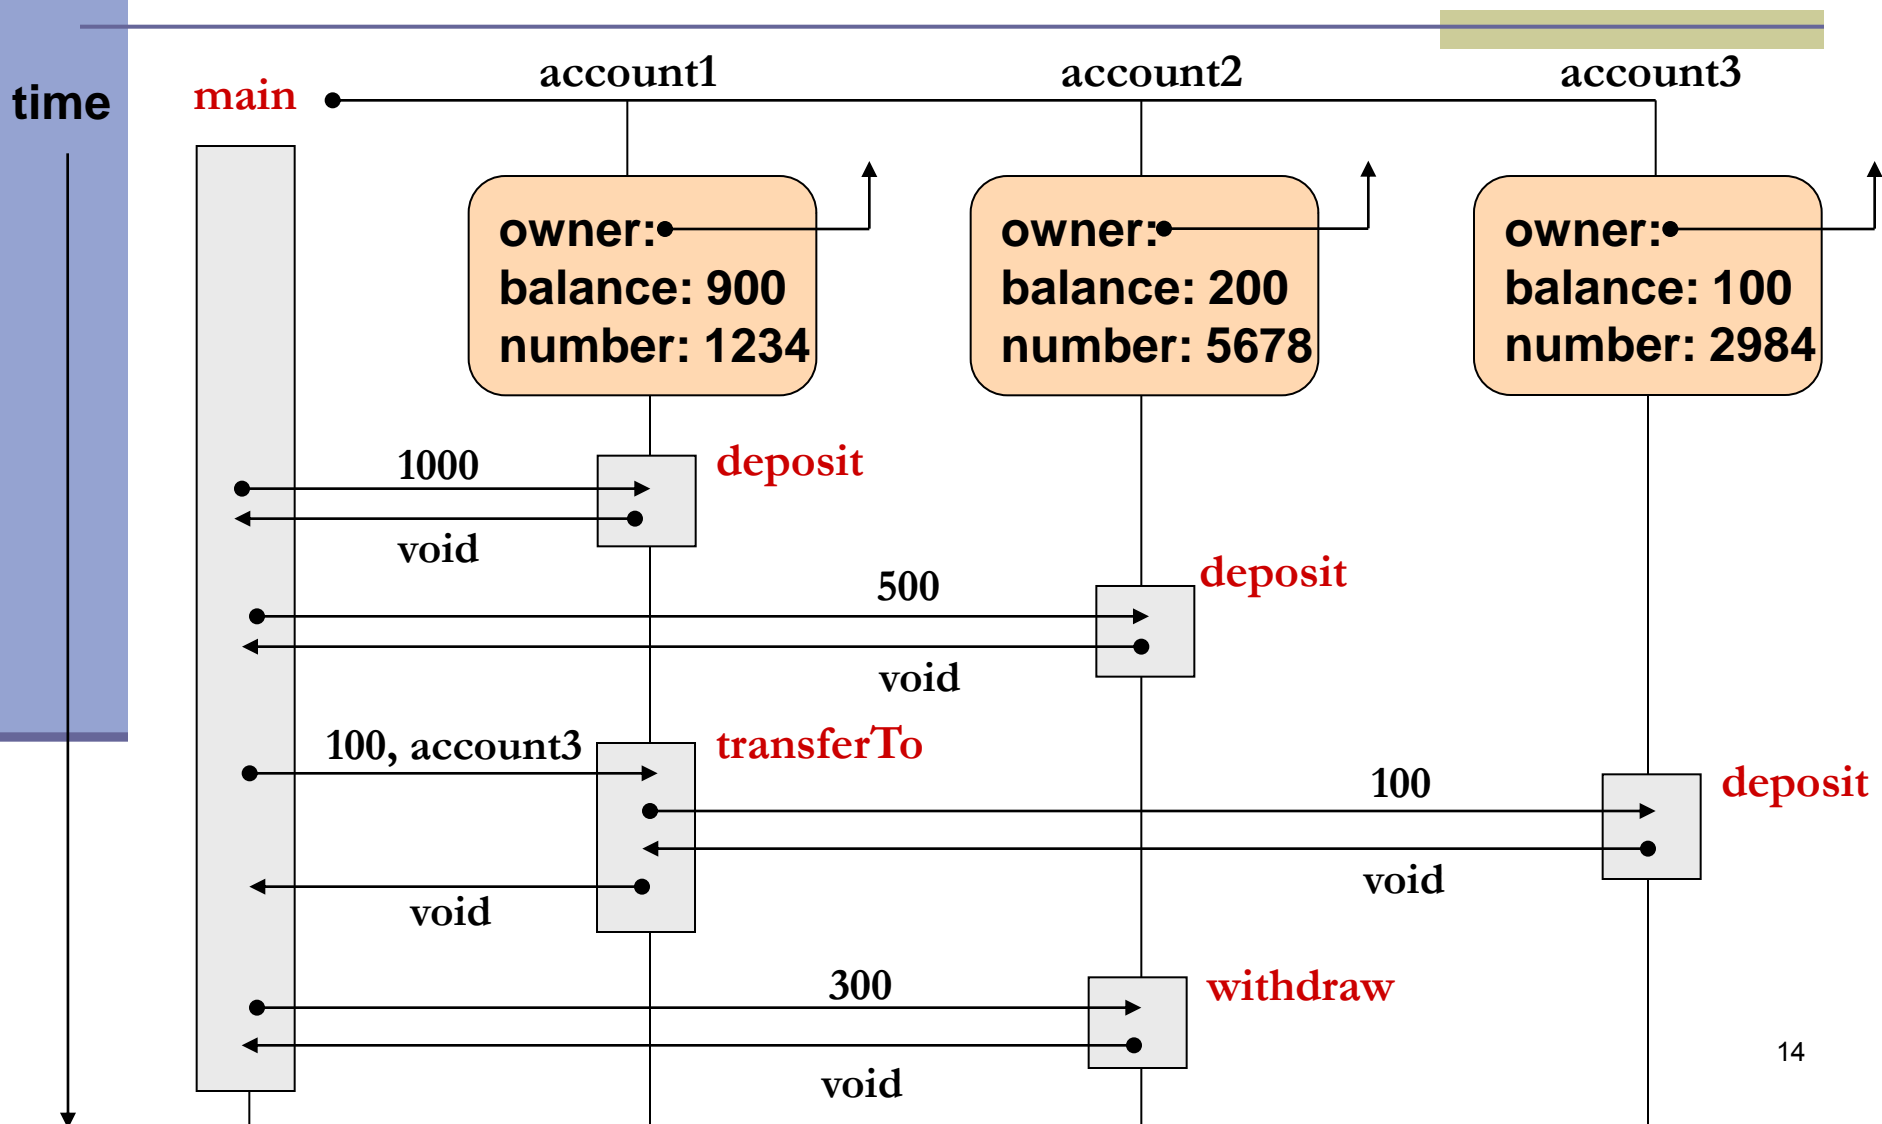 time
main
account1
account2
account3
owner:
balance: 900
number: 1234
owner:
balance: 200
number: 5678
owner:
balance: 100
number: 2984
1000
deposit
void
500
deposit
void
100, account3
transferTo
100
deposit
void
void
300
withdraw
void
14